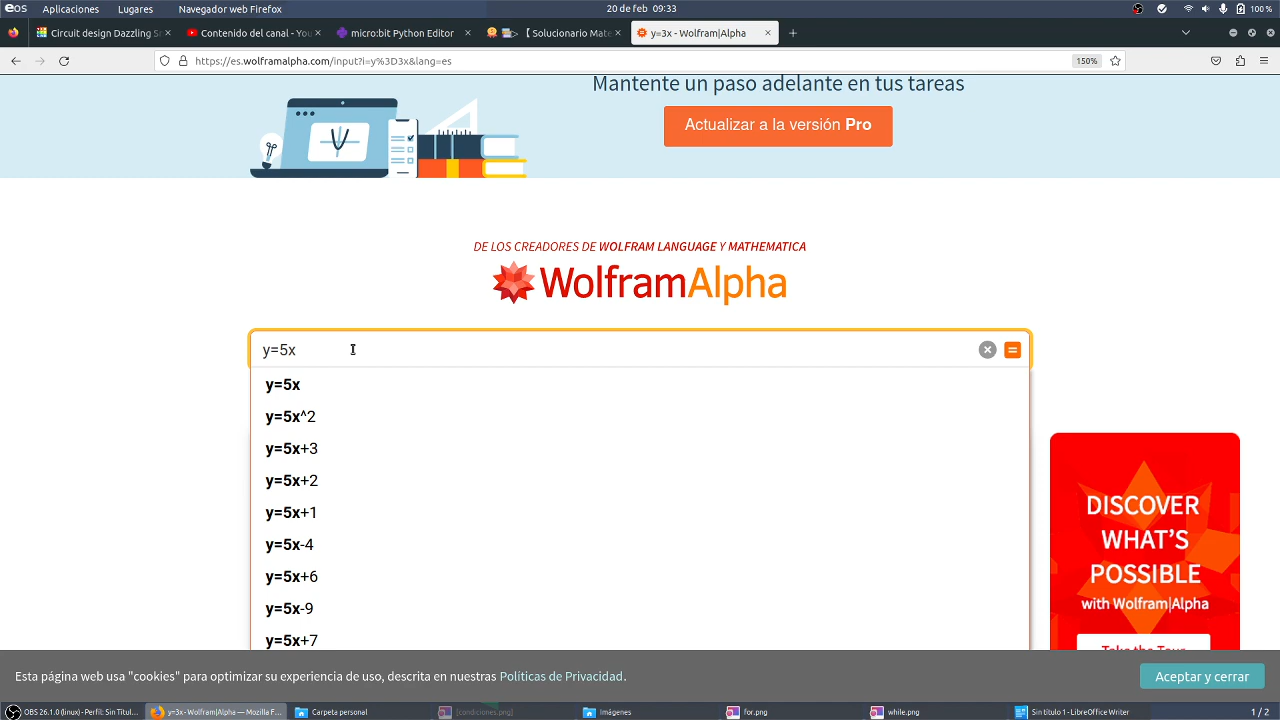 eos Aplicaciones Lugares Navegador web Firefox 20 de feb 09:33 100 %
Circuit design Dazzling S × Contenido del canal - You × micro:bit Python Editor × [ Solucionario Mate × y=3x - Wolfram|Alpha × +
https://es.wolframalpha.com/input?i=y%3D3x&lang=es 150%
Mantente un paso adelante en tus tareas
Actualizar a la versión Pro
DE LOS CREADORES DE WOLFRAM LANGUAGE Y MATHEMATICA
WolframAlpha
y=5x
y=5x
y=5x^2
y=5x+3
y=5x+2
y=5x+1
y=5x-4
y=5x+6
y=5x-9
y=5x+7
DISCOVER
WHAT'S
POSSIBLE
with Wolfram|Alpha
Take the Tour
Esta página web usa "cookies" para optimizar su experiencia de uso, descrita en nuestras Políticas de Privacidad. Aceptar y cerrar
OBS 26.1.0 (linux) - Perfil: Sin Titul... y=3x - Wolfram|Alpha — Mozilla F... Carpeta personal [condiciones.png] Imágenes for.png while.png Sin título 1 - LibreOffice Writer 1 / 2